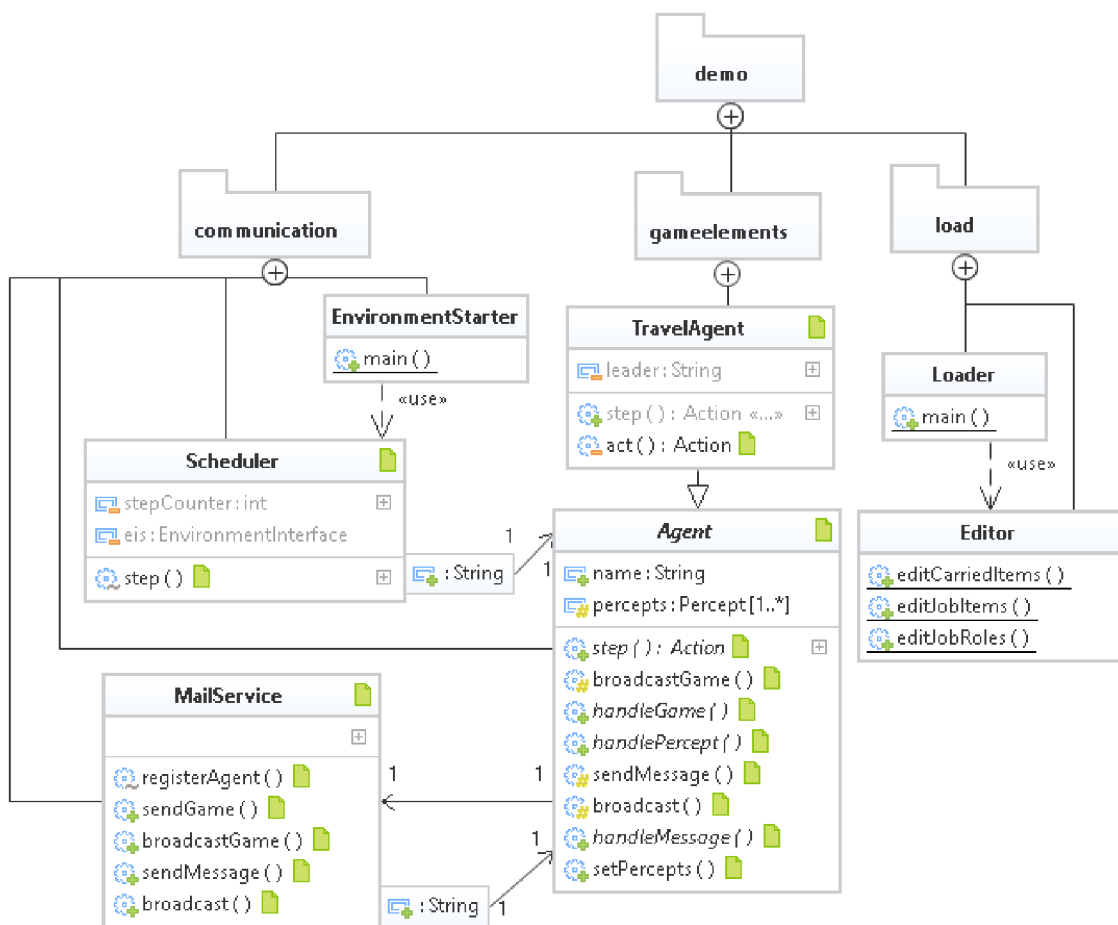 demo
communication
gameelements
load
EnvironmentStarter
main ( )
«use»
TravelAgent
leader : String
step ( ) : Action «...»
act ( ) : Action
Loader
main ( )
«use»
Scheduler
stepCounter : int
eis : EnvironmentInterface
step ( )
: String
1
1
Agent
name : String
percepts : Percept [1..*]
step ( ) : Action
broadcastGame ( )
handleGame ( )
handlePercept ( )
sendMessage ( )
broadcast ( )
handleMessage ( )
setPercepts ( )
Editor
editCarriedItems ( )
editJobItems ( )
editJobRoles ( )
MailService
registerAgent ( )
sendGame ( )
broadcastGame ( )
sendMessage ( )
broadcast ( )
1
1
: String
1
1